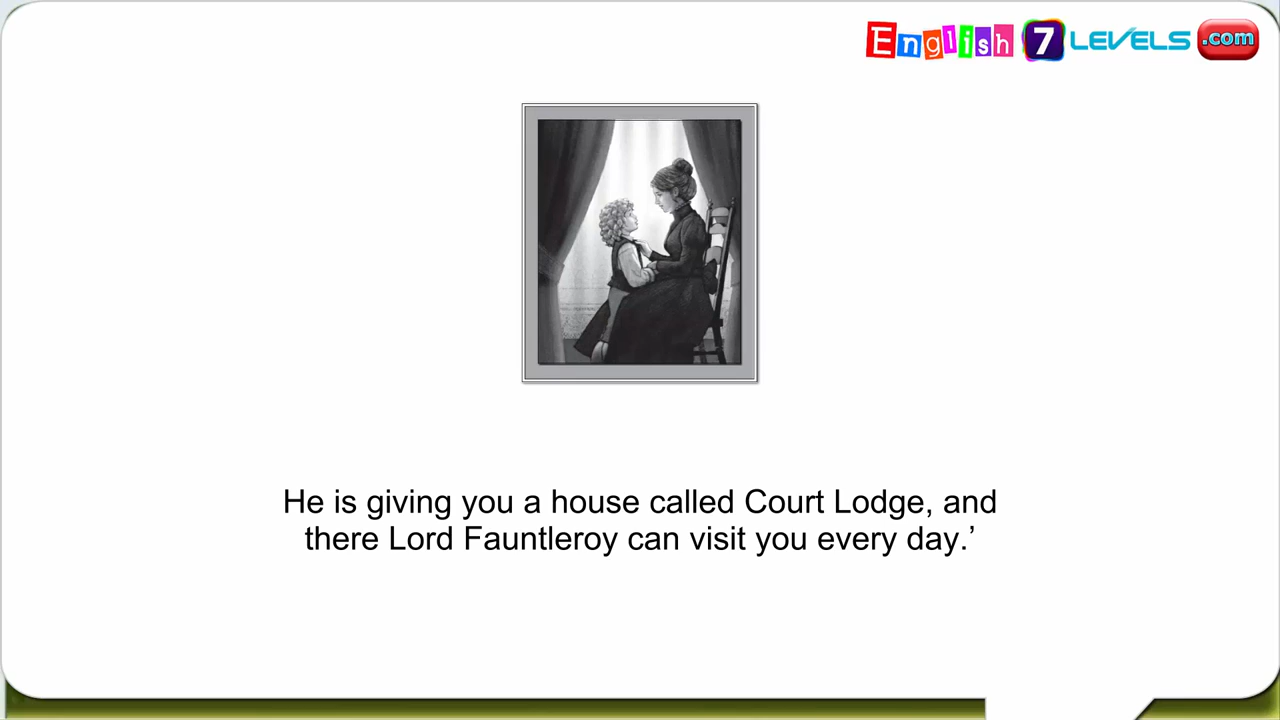 English 7 LEVELS .com
He is giving you a house called Court Lodge, and
there Lord Fauntleroy can visit you every day.’